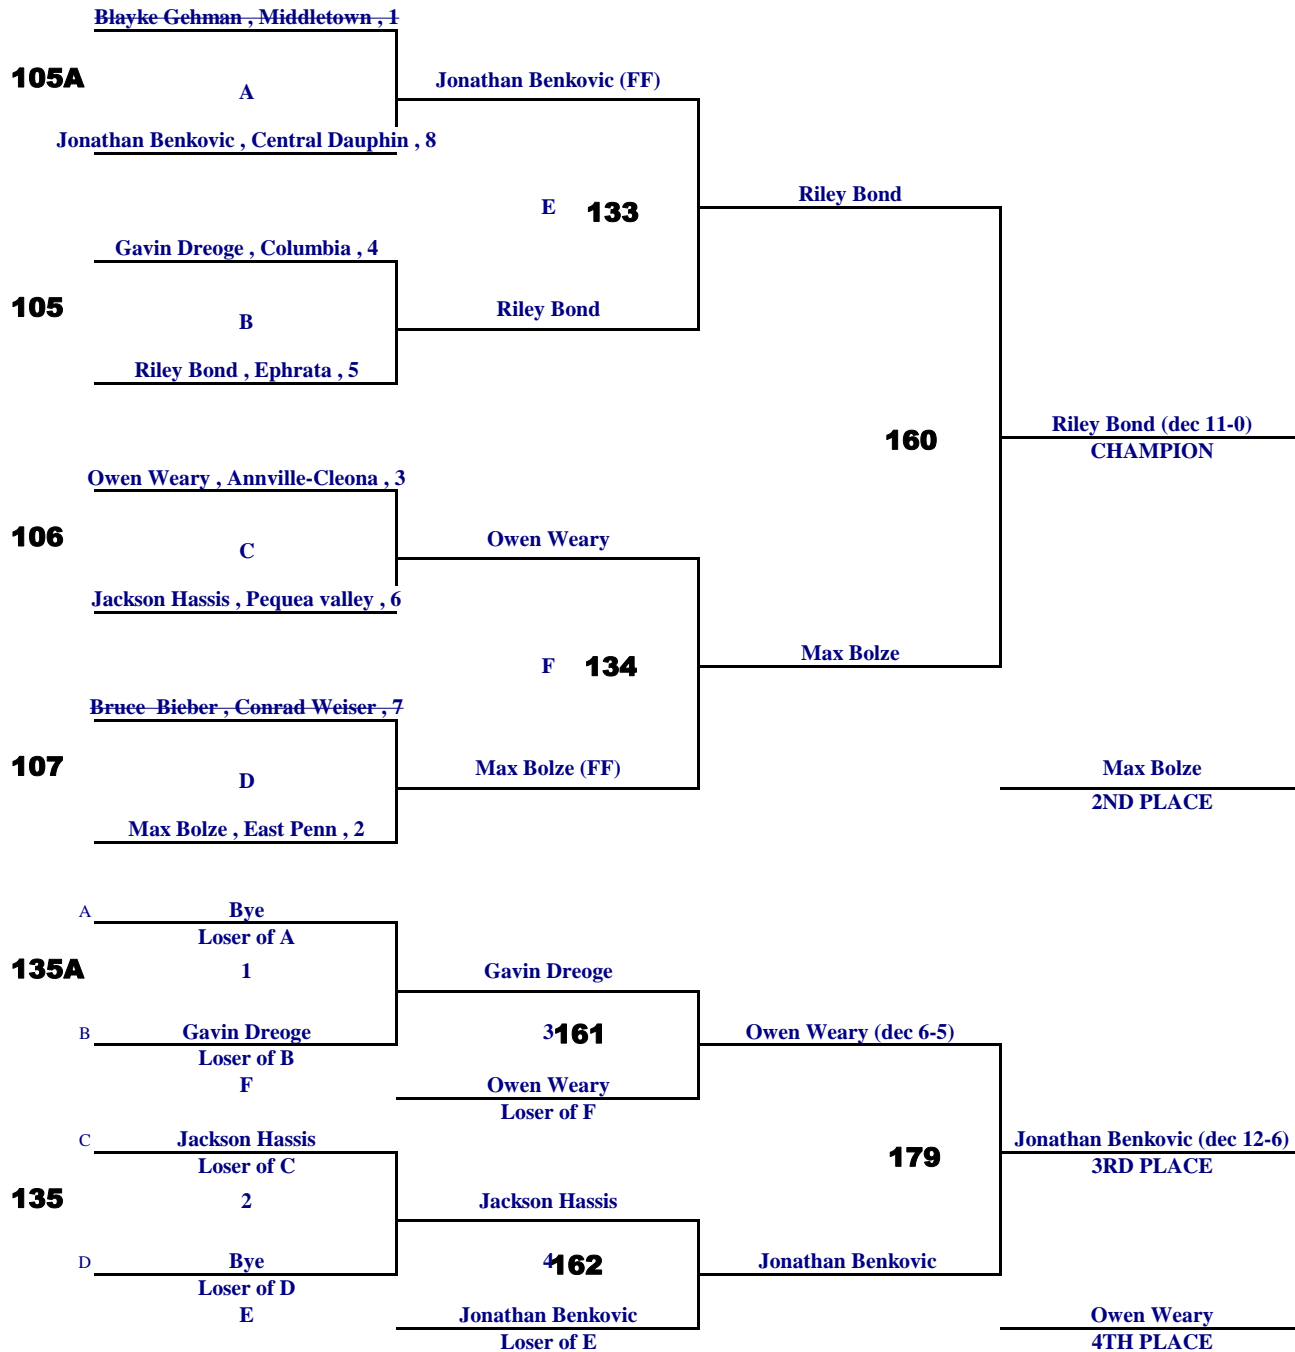 Blayke Gehman , Middletown , 1
105A
A
Jonathan Benkovic (FF)
Jonathan Benkovic , Central Dauphin , 8
E 133
Riley Bond
Gavin Dreoge , Columbia , 4
105
B
Riley Bond
Riley Bond , Ephrata , 5
160
Riley Bond (dec 11-0)
CHAMPION
Owen Weary , Annville-Cleona , 3
106
C
Owen Weary
Jackson Hassis , Pequea valley , 6
F 134
Max Bolze
Bruce Bieber , Conrad Weiser , 7
107
D
Max Bolze (FF)
Max Bolze
2ND PLACE
Max Bolze , East Penn , 2
A
Bye
Loser of A
135A
1
Gavin Dreoge
B
Gavin Dreoge
Loser of B
3 161
Owen Weary (dec 6-5)
F
Owen Weary
Loser of F
C
Jackson Hassis
Loser of C
179
Jonathan Benkovic (dec 12-6)
3RD PLACE
135
2
Jackson Hassis
D
Bye
Loser of D
4 162
Jonathan Benkovic
E
Jonathan Benkovic
Loser of E
Owen Weary
4TH PLACE